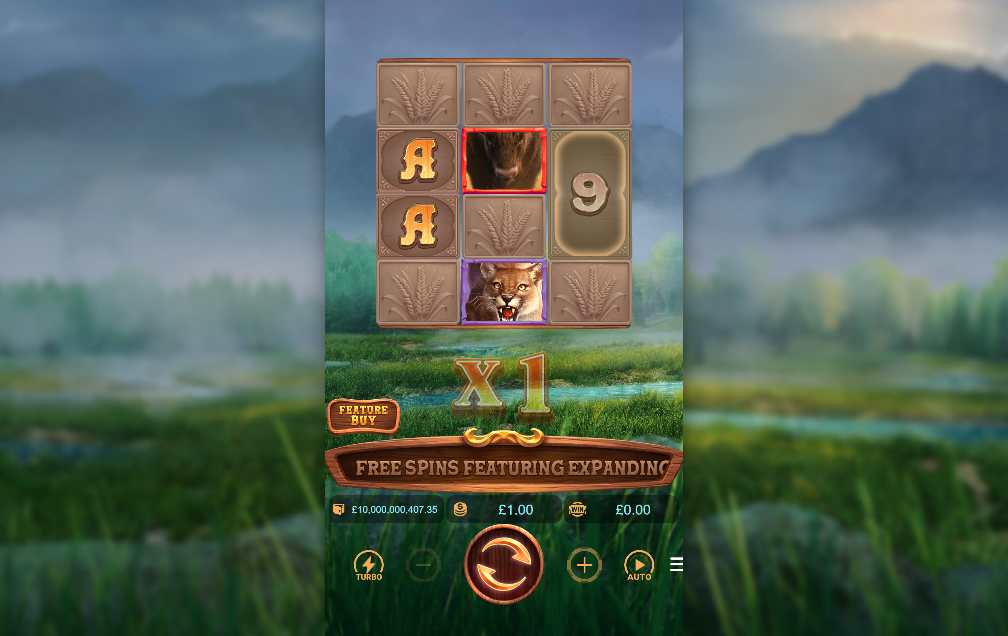 A
9
A
X1
FEATURE
BUY
FREE SPINS FEATURING EXPANDING
£10,000,000,407.35
£1.00
WIN
£0.00
TURBO
AUTO